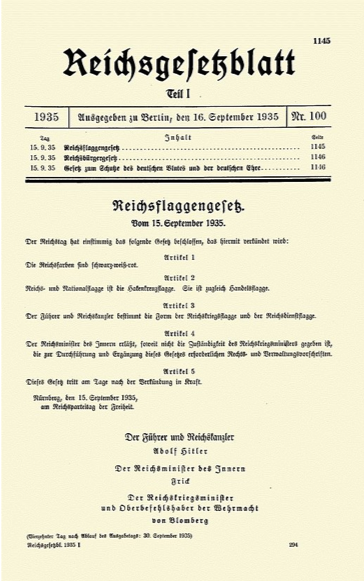 1145
Reichsgesetzblatt
Teil I
1935 Ausgegeben zu Berlin, den 16. September 1935 Nr. 100
Tag Inhalt Seite
15. 9. 35 Reichsflaggengesetz 1145
15. 9. 35 Reichsbürgergesetz 1146
15. 9. 35 Gesetz zum Schutze des deutschen Blutes und der deutschen Ehre 1146
Reichsflaggengesetz.
Vom 15. September 1935.
Der Reichstag hat einstimmig das folgende Gesetz beschlossen, das hiermit verkündet wird:
Artikel 1
Die Reichsfarben sind schwarz-weiß-rot.
Artikel 2
Reichs- und Nationalflagge ist die Hakenkreuzflagge. Sie ist zugleich Handelsflagge.
Artikel 3
Der Führer und Reichskanzler bestimmt die Form der Reichskriegsflagge und der Reichsdienstflagge.
Artikel 4
Der Reichsminister des Innern erläßt, soweit nicht die Zuständigkeit des Reichskriegsministers gegeben ist,
die zur Durchführung und Ergänzung dieses Gesetzes erforderlichen Rechts- und Verwaltungsvorschriften.
Artikel 5
Dieses Gesetz tritt am Tage nach der Verkündung in Kraft.
Nürnberg, den 15. September 1935,
am Reichsparteitag der Freiheit.
Der Führer und Reichskanzler
Adolf Hitler
Der Reichsminister des Innern
Frick
Der Reichskriegsminister
und Oberbefehlshaber der Wehrmacht
von Blomberg
(Vierzehnter Tag nach Ablauf des Ausgabetags: 30. September 1935)
Reichsgesetzbl. 1935 I 294